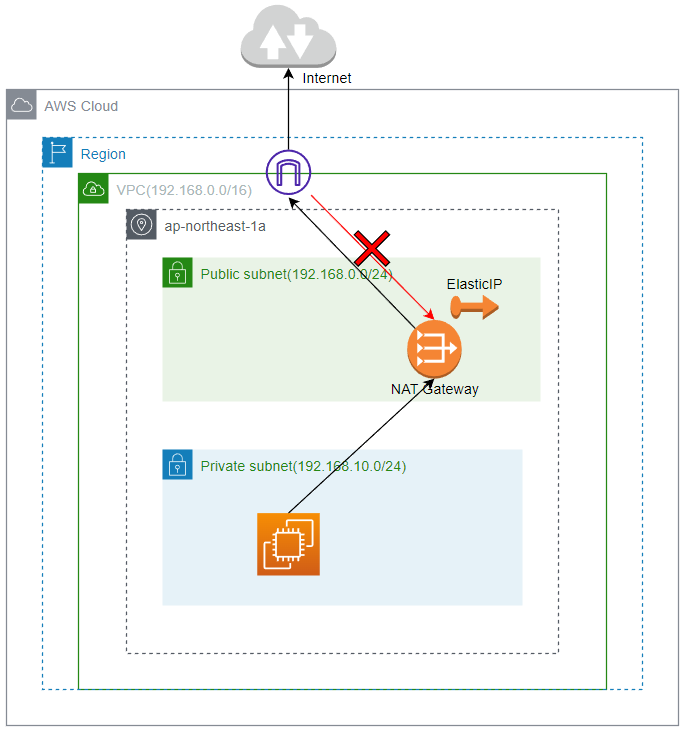 Internet
AWS Cloud
Region
VPC(192.168.0.0/16)
ap-northeast-1a
Public subnet(192.168.0.0/24)
ElasticIP
NAT Gateway
Private subnet(192.168.10.0/24)